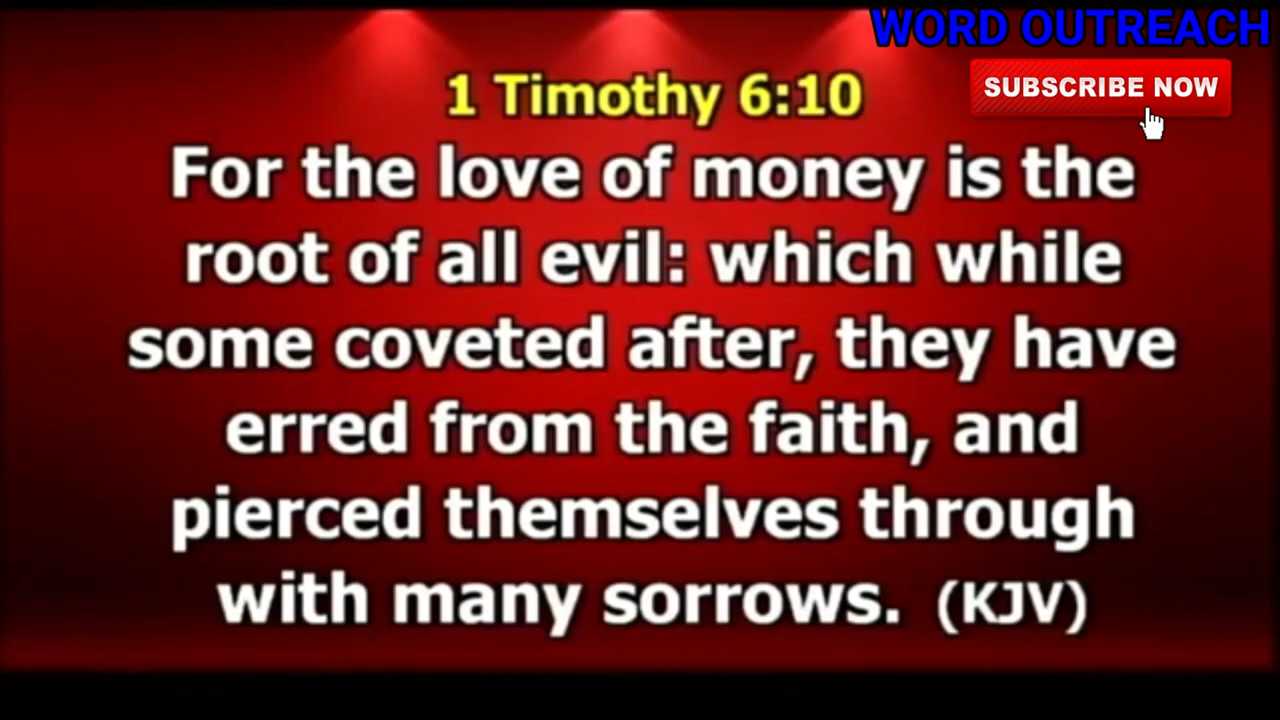 WORD OUTREACH
SUBSCRIBE NOW
1 Timothy 6:10
For the love of money is the
root of all evil: which while
some coveted after, they have
erred from the faith, and
pierced themselves through
with many sorrows. (KJV)